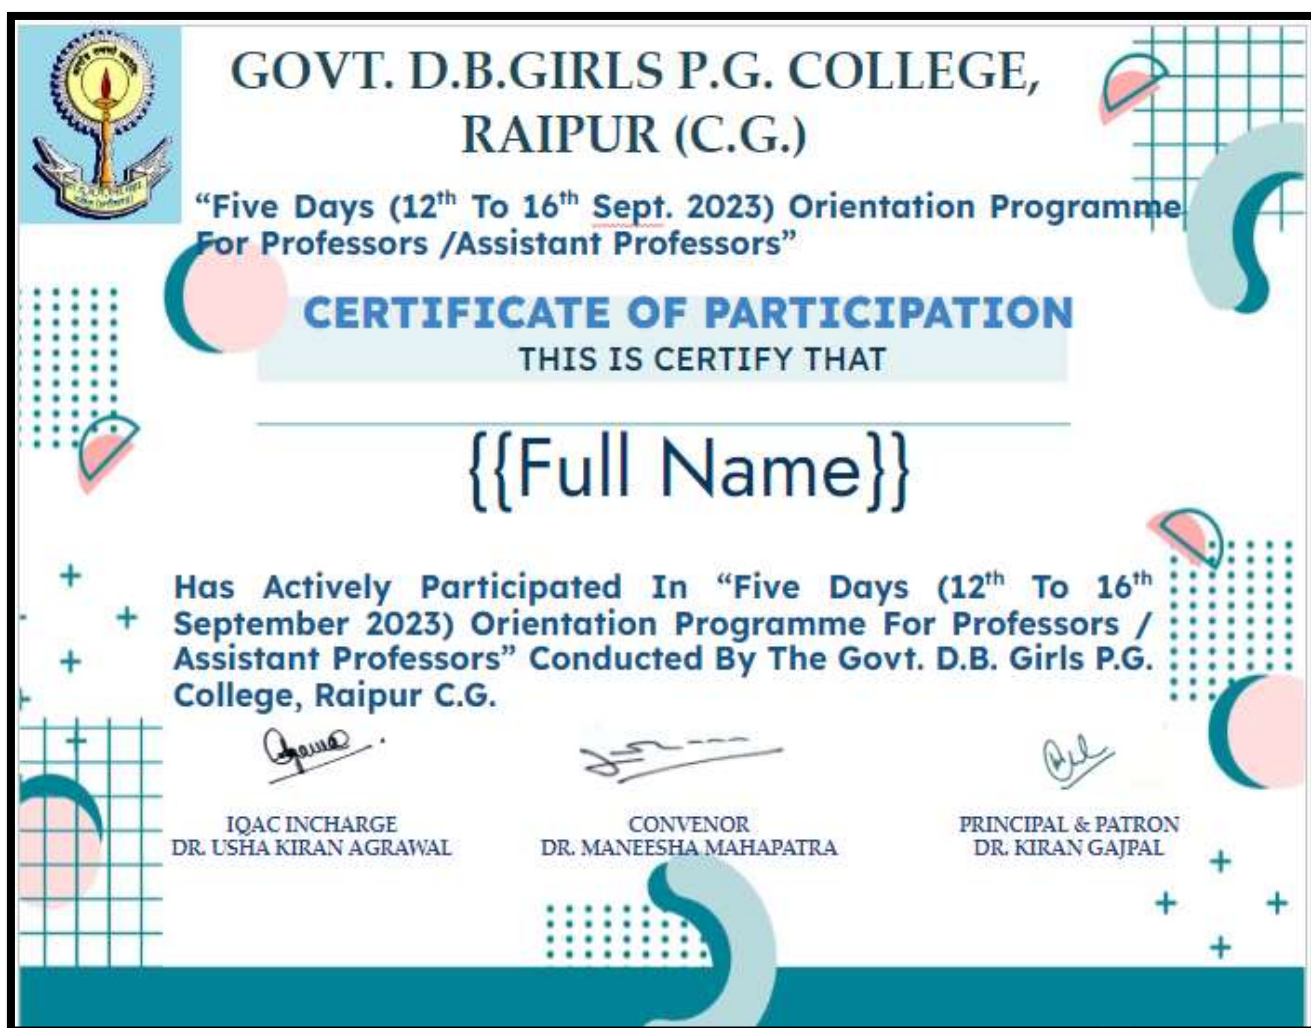 GOVT. D.B.GIRLS P.G. COLLEGE,
RAIPUR (C.G.)
“Five Days (12th To 16th Sept. 2023) Orientation Programme
For Professors /Assistant Professors”
CERTIFICATE OF PARTICIPATION
THIS IS CERTIFY THAT
{{Full Name}}
Has Actively Participated In “Five Days (12th To 16th
September 2023) Orientation Programme For Professors /
Assistant Professors” Conducted By The Govt. D.B. Girls P.G.
College, Raipur C.G.
IQAC INCHARGE
DR. USHA KIRAN AGRAWAL
CONVENOR
DR. MANEESHA MAHAPATRA
PRINCIPAL & PATRON
DR. KIRAN GAJPAL